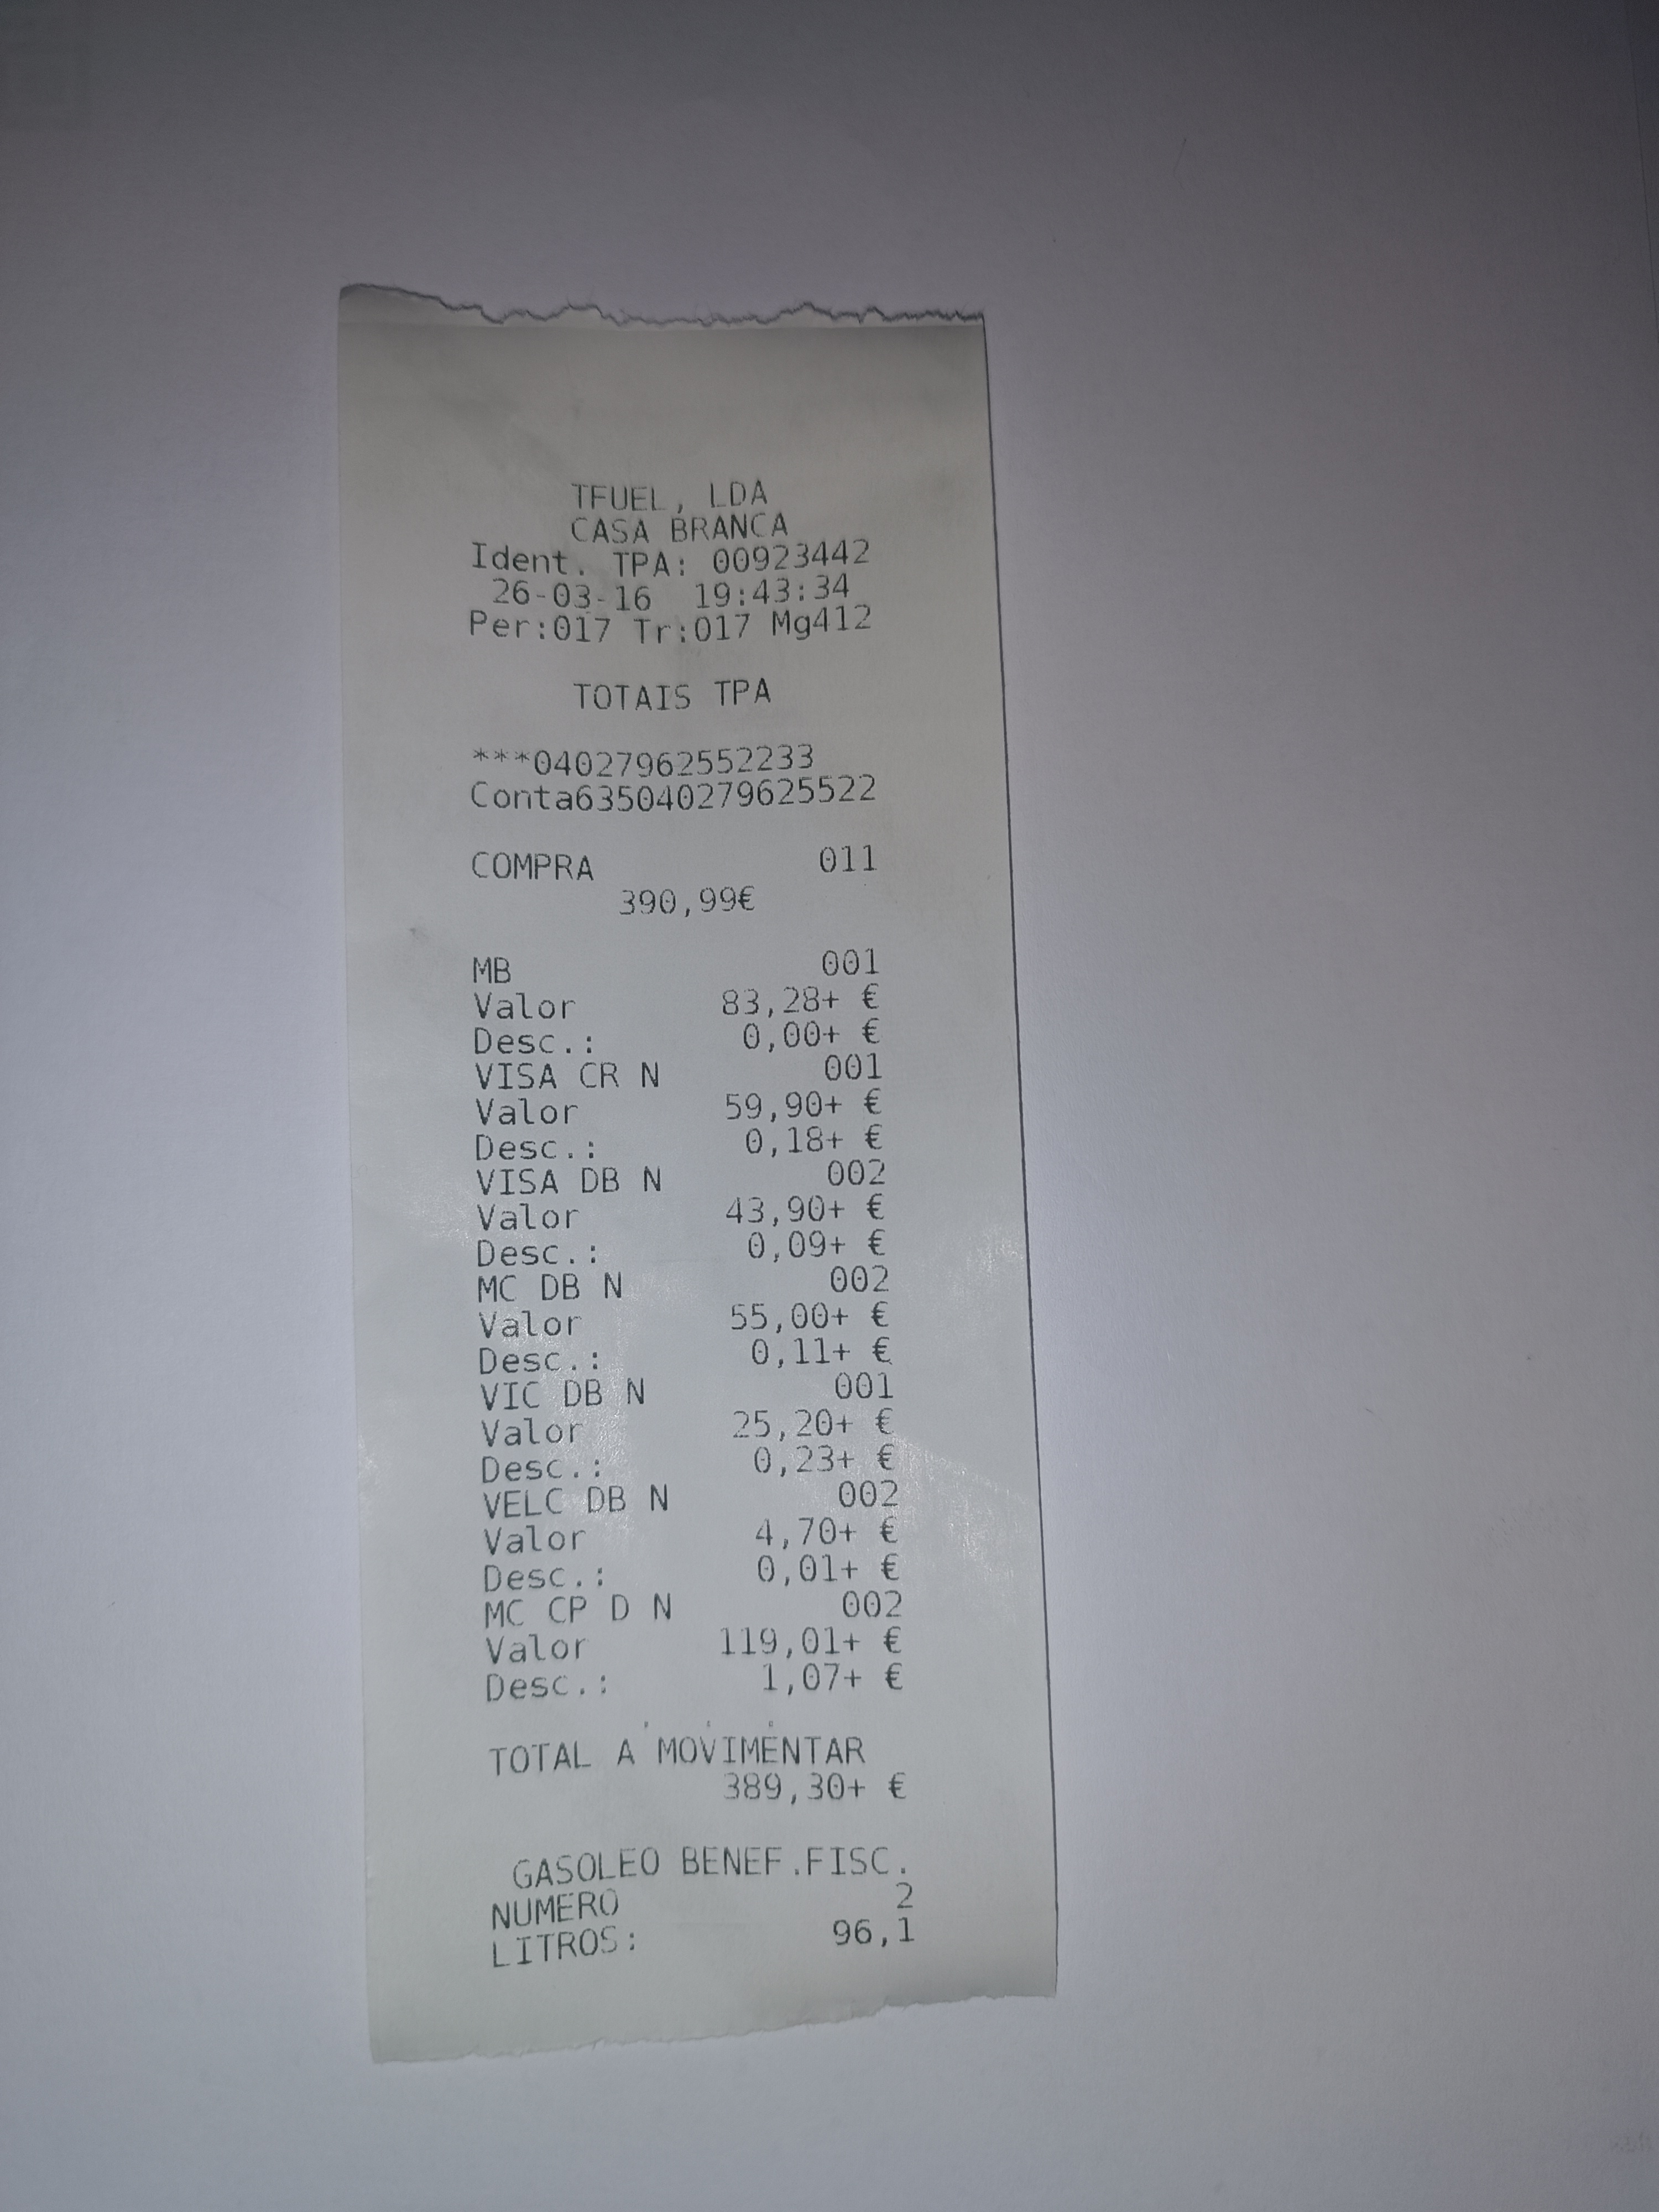 TFUEL, LDA
CASA BRANCA
Ident. TPA: 00923442
26-03-16 19:43:34
Per:017 Tr:017 Mg412
TOTAIS TPA
***04027962552233
Conta635040279625522
COMPRA 011
390,99€
MB 001
Valor 83,28+ €
Desc.: 0,00+ €
VISA CR N 001
Valor 59,90+ €
Desc.: 0,18+ €
VISA DB N 002
Valor 43,90+ €
Desc.: 0,09+ €
MC DB N 002
Valor 55,00+ €
Desc.: 0,11+ €
VIC DB N 001
Valor 25,20+ €
Desc.: 0,23+ €
VELC DB N 002
Valor 4,70+ €
Desc.: 0,01+ €
MC CP D N 002
Valor 119,01+ €
Desc.: 1,07+ €
TOTAL A MOVIMENTAR
389,30+ €
GASOLEO BENEF.FISC.
NUMERO 2
LITROS: 96,1